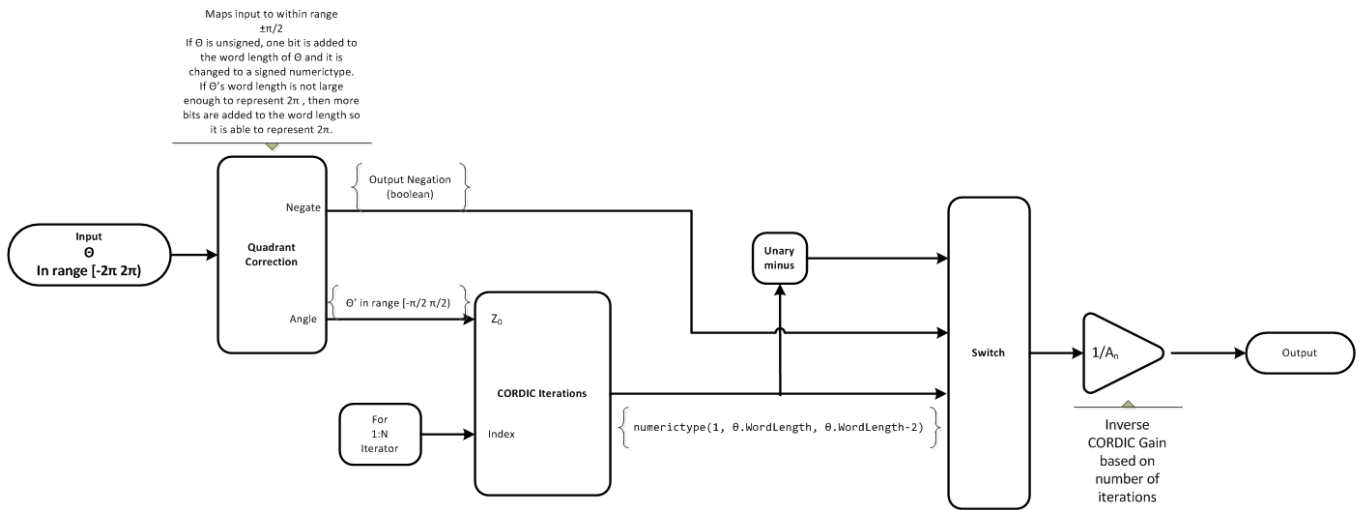 Maps input to within range
±π/2
If Θ is unsigned, one bit is added to
the word length of Θ and it is
changed to a signed numerictype.
If Θ's word length is not large
enough to represent 2π , then more
bits are added to the word length so
it is able to represent 2π.
Output Negation
(boolean)
Negate
Input
Θ
In range [-2π 2π)
Quadrant
Correction
Unary
minus
Θ' in range [-π/2 π/2)
Angle
Z₀
Switch
1/Aₙ
Output
CORDIC Iterations
For
1:N
Iterator
Index
numerictype(1, θ.WordLength, θ.WordLength-2)
Inverse
CORDIC Gain
based on
number of
iterations